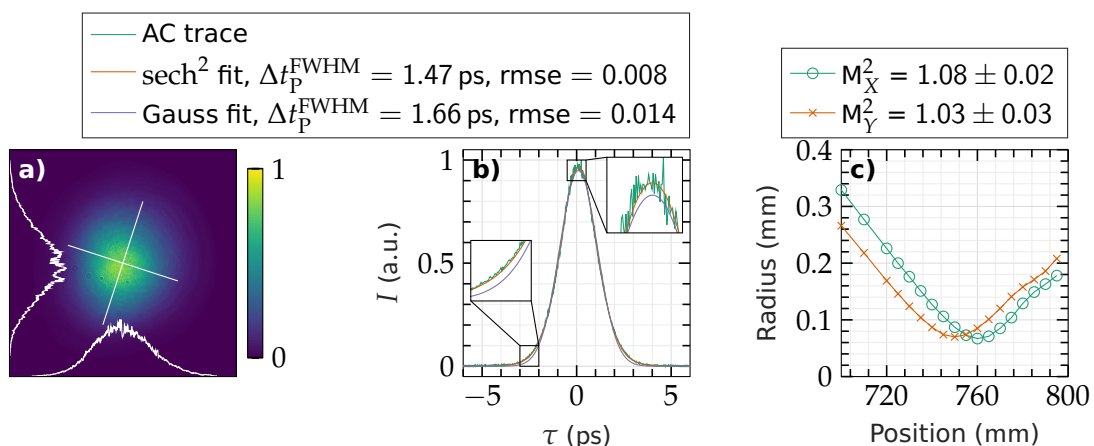 AC trace
sech² fit, Δt_P^FWHM = 1.47 ps, rmse = 0.008
Gauss fit, Δt_P^FWHM = 1.66 ps, rmse = 0.014
M²_X = 1.08 ± 0.02
M²_Y = 1.03 ± 0.03
a)
1
0
b)
1
0.5
0
I (a.u.)
−5 0 5
τ (ps)
c)
0.4
0.3
0.2
0.1
0
Radius (mm)
720 760 800
Position (mm)